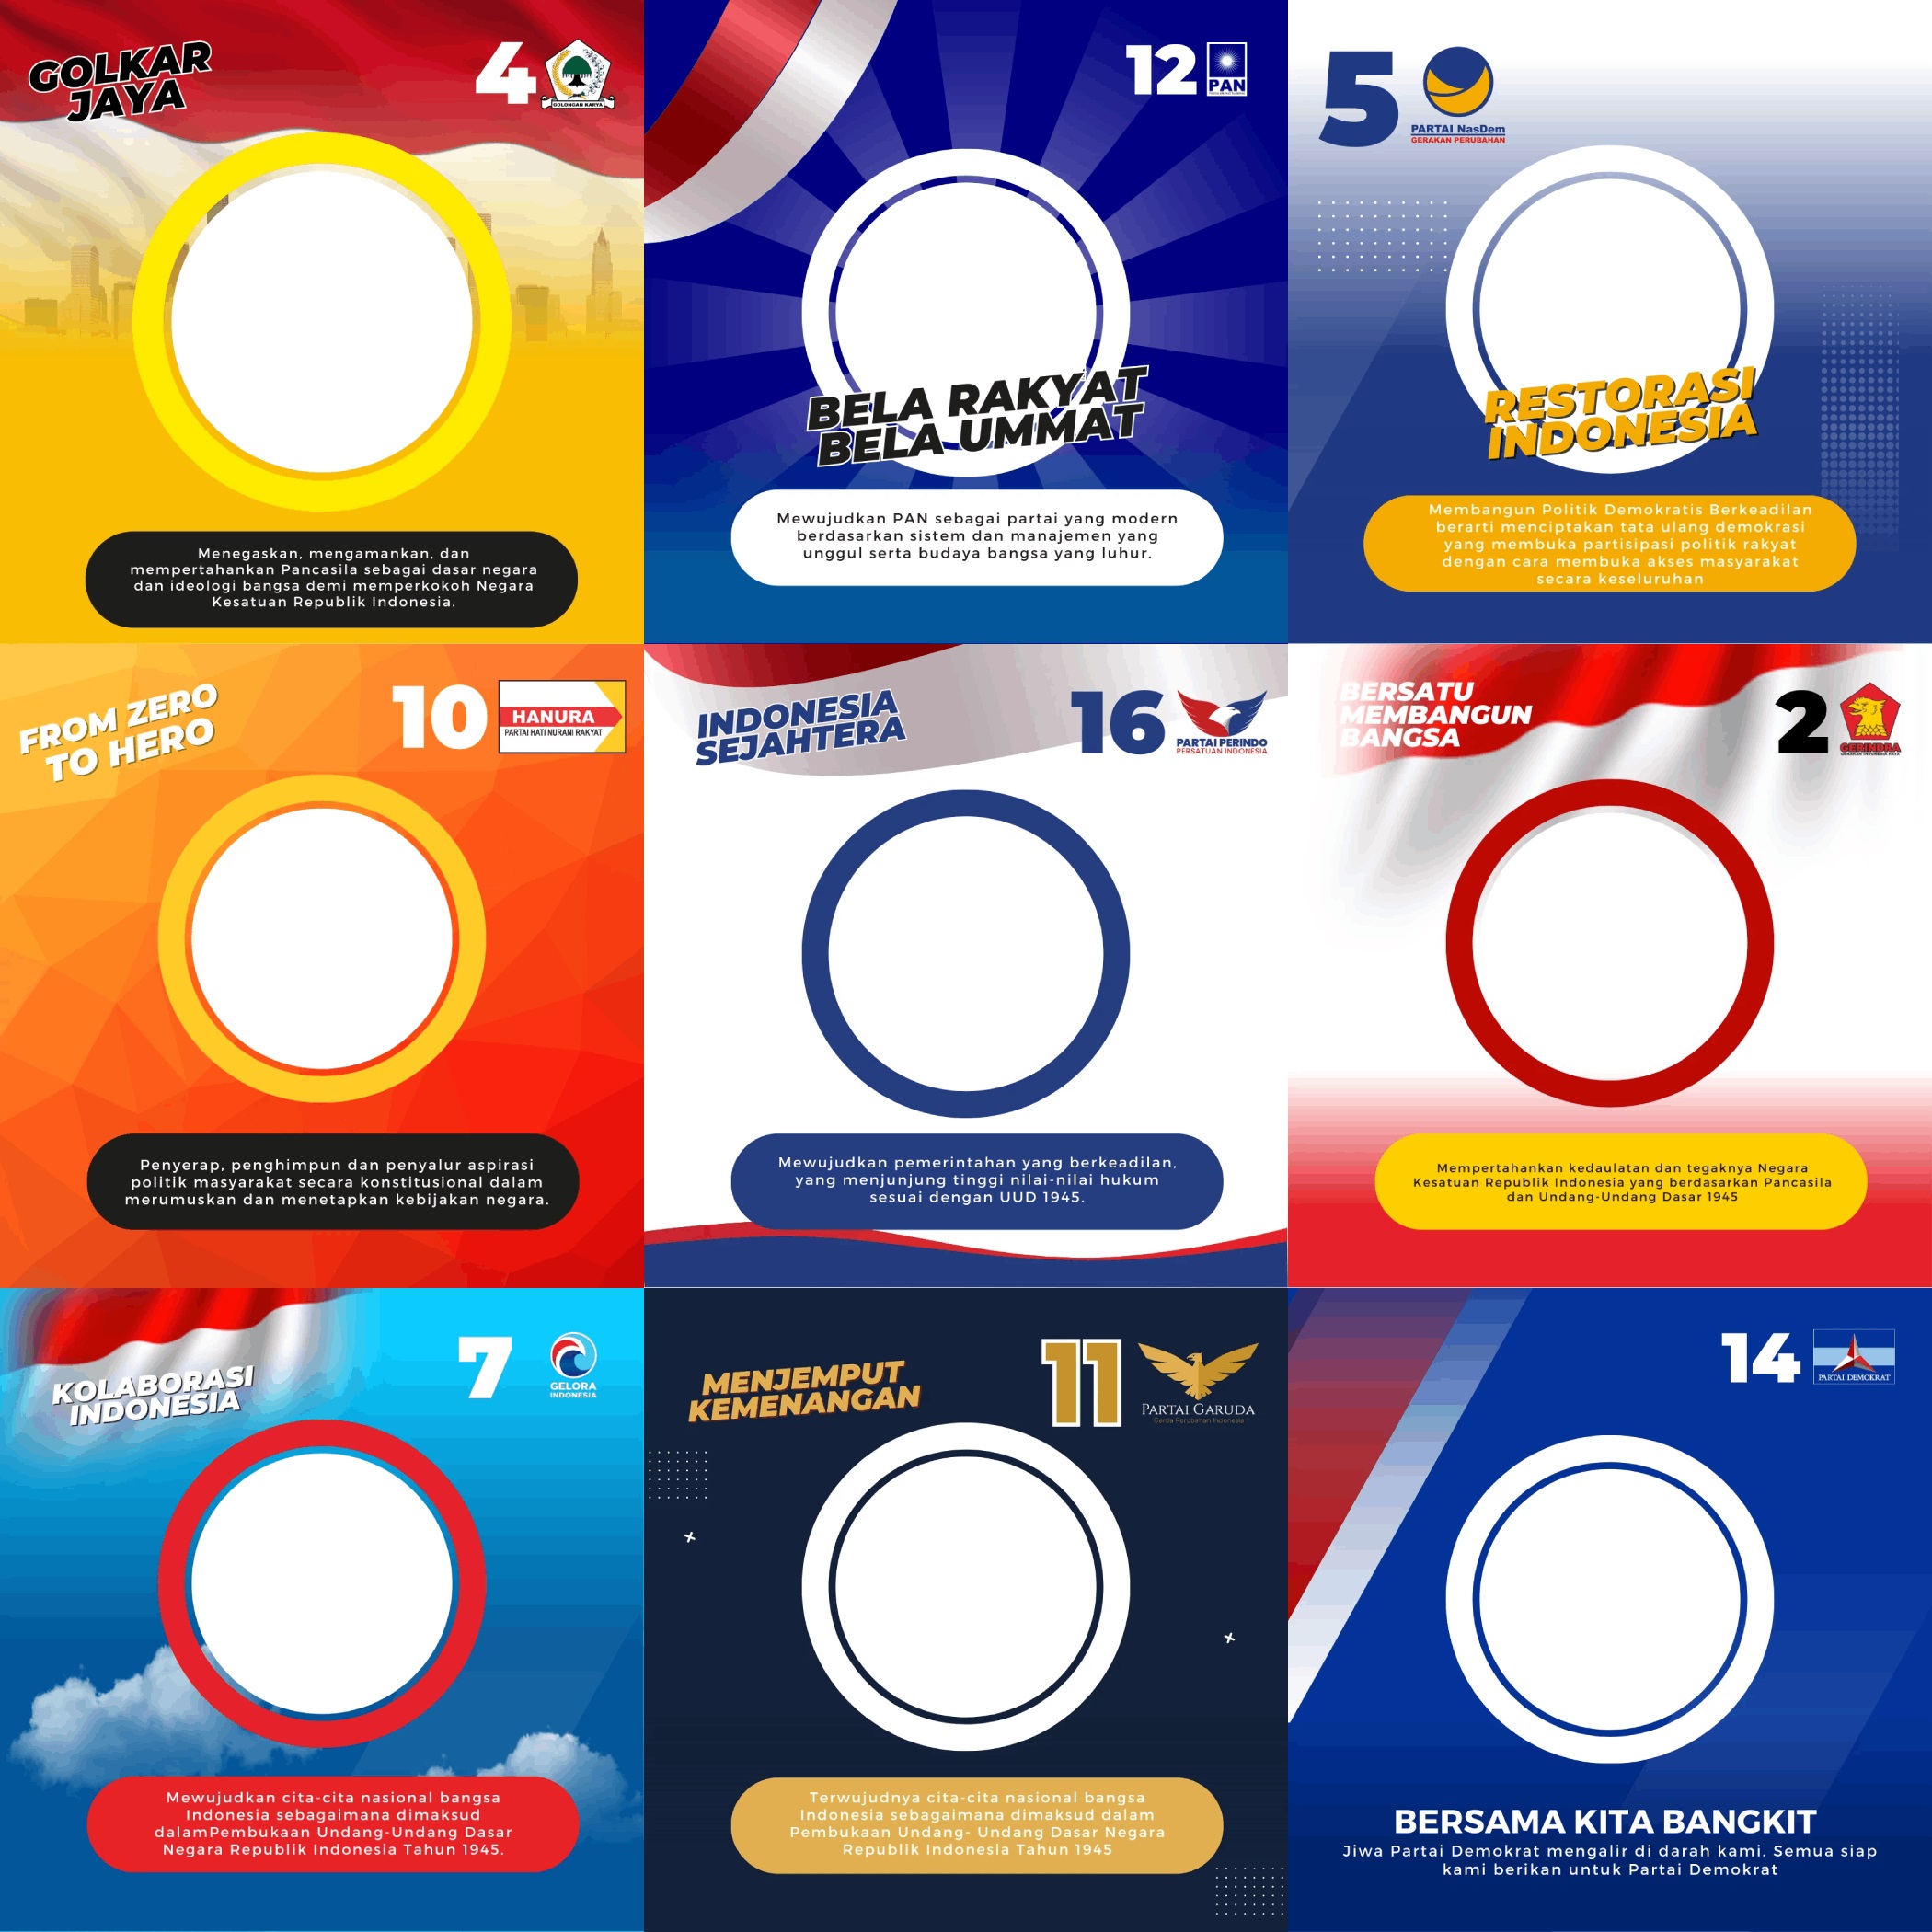 GOLKAR
JAYA
4
GOLONGAN KARYA
Menegaskan, mengamankan, dan
mempertahankan Pancasila sebagai dasar negara
dan ideologi bangsa demi memperkokoh Negara
Kesatuan Republik Indonesia.
12
PAN
BELA RAKYAT
BELA UMMAT
Mewujudkan PAN sebagai partai yang modern
berdasarkan sistem dan manajemen yang
unggul serta budaya bangsa yang luhur.
5
PARTAI NasDem
GERAKAN PERUBAHAN
RESTORASI
INDONESIA
Membangun Politik Demokratis Berkeadilan
berarti menciptakan tata ulang demokrasi
yang membuka partisipasi politik rakyat
dengan cara membuka akses masyarakat
secara keseluruhan
FROM ZERO
TO HERO
10
HANURA
PARTAI HATI NURANI RAKYAT
Penyerap, penghimpun dan penyalur aspirasi
politik masyarakat secara konstitusional dalam
merumuskan dan menetapkan kebijakan negara.
INDONESIA
SEJAHTERA
16
PARTAI PERINDO
PERSATUAN INDONESIA
Mewujudkan pemerintahan yang berkeadilan,
yang menjunjung tinggi nilai-nilai hukum
sesuai dengan UUD 1945.
BERSATU
MEMBANGUN
BANGSA
2
GERINDRA
GERAKAN INDONESIA RAYA
Mempertahankan kedaulatan dan tegaknya Negara
Kesatuan Republik Indonesia yang berdasarkan Pancasila
dan Undang-Undang Dasar 1945
KOLABORASI
INDONESIA
7
GELORA
INDONESIA
Mewujudkan cita-cita nasional bangsa
Indonesia sebagaimana dimaksud
dalamPembukaan Undang-Undang Dasar
Negara Republik Indonesia Tahun 1945.
MENJEMPUT
KEMENANGAN
11
PARTAI GARUDA
Garda Perubahan Indonesia
Terwujudnya cita-cita nasional bangsa
Indonesia sebagaimana dimaksud dalam
Pembukaan Undang- Undang Dasar Negara
Republik Indonesia Tahun 1945
14
PARTAI DEMOKRAT
BERSAMA KITA BANGKIT
Jiwa Partai Demokrat mengalir di darah kami. Semua siap
kami berikan untuk Partai Demokrat